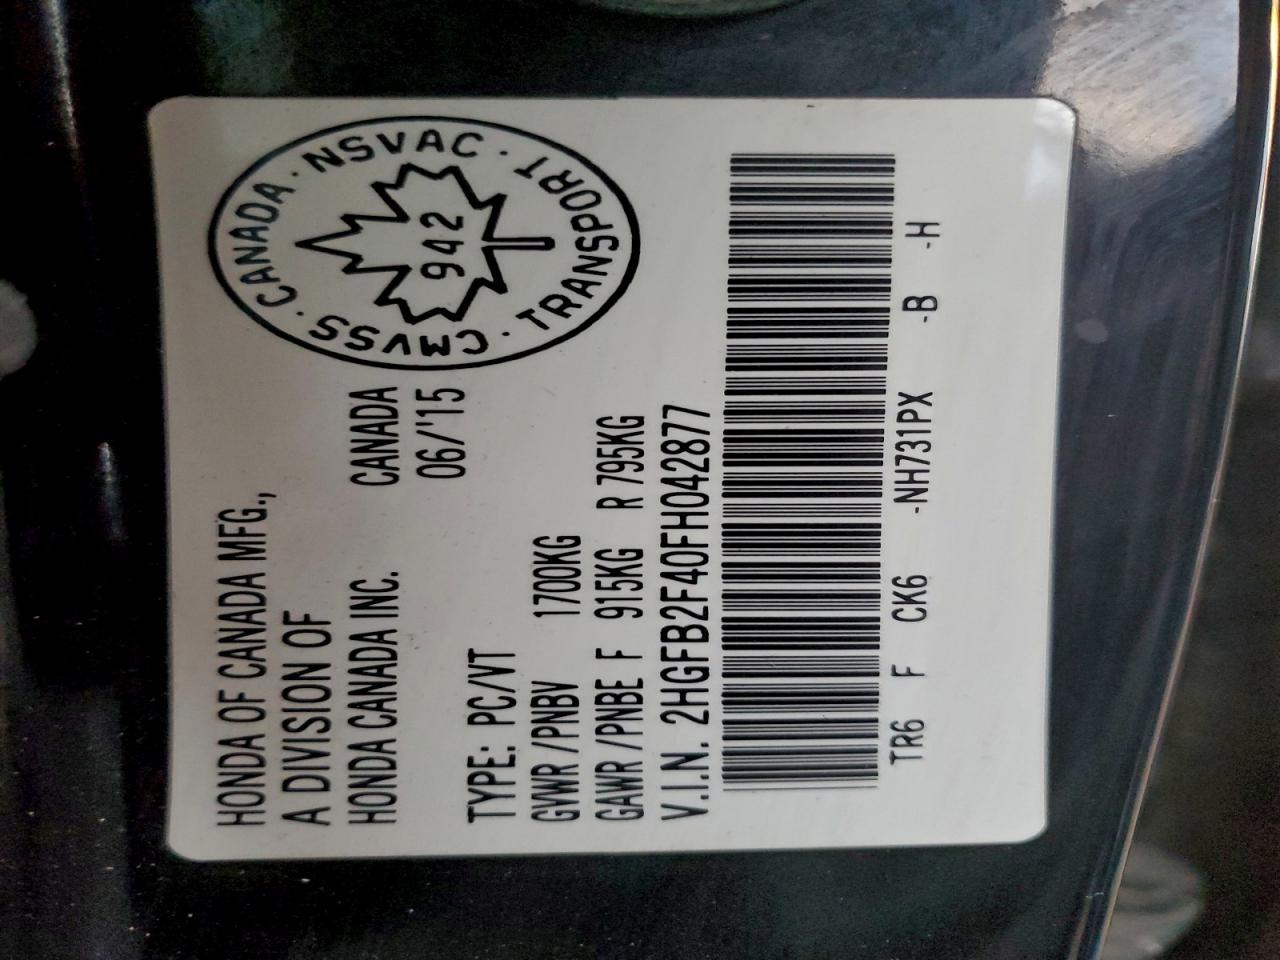 HONDA OF CANADA MFG.,
A DIVISION OF
HONDA CANADA INC. CANADA
06/'15
TYPE: PC/VT
GVWR /PNBV 1700KG
GAWR /PNBE F 915KG R 795KG
V.I.N. 2HGFB2F40FH042877
TR6 F CK6 -NH731PX -B -H
CMVSS · CANADA · NSVAC · TRANSPORT ·
942